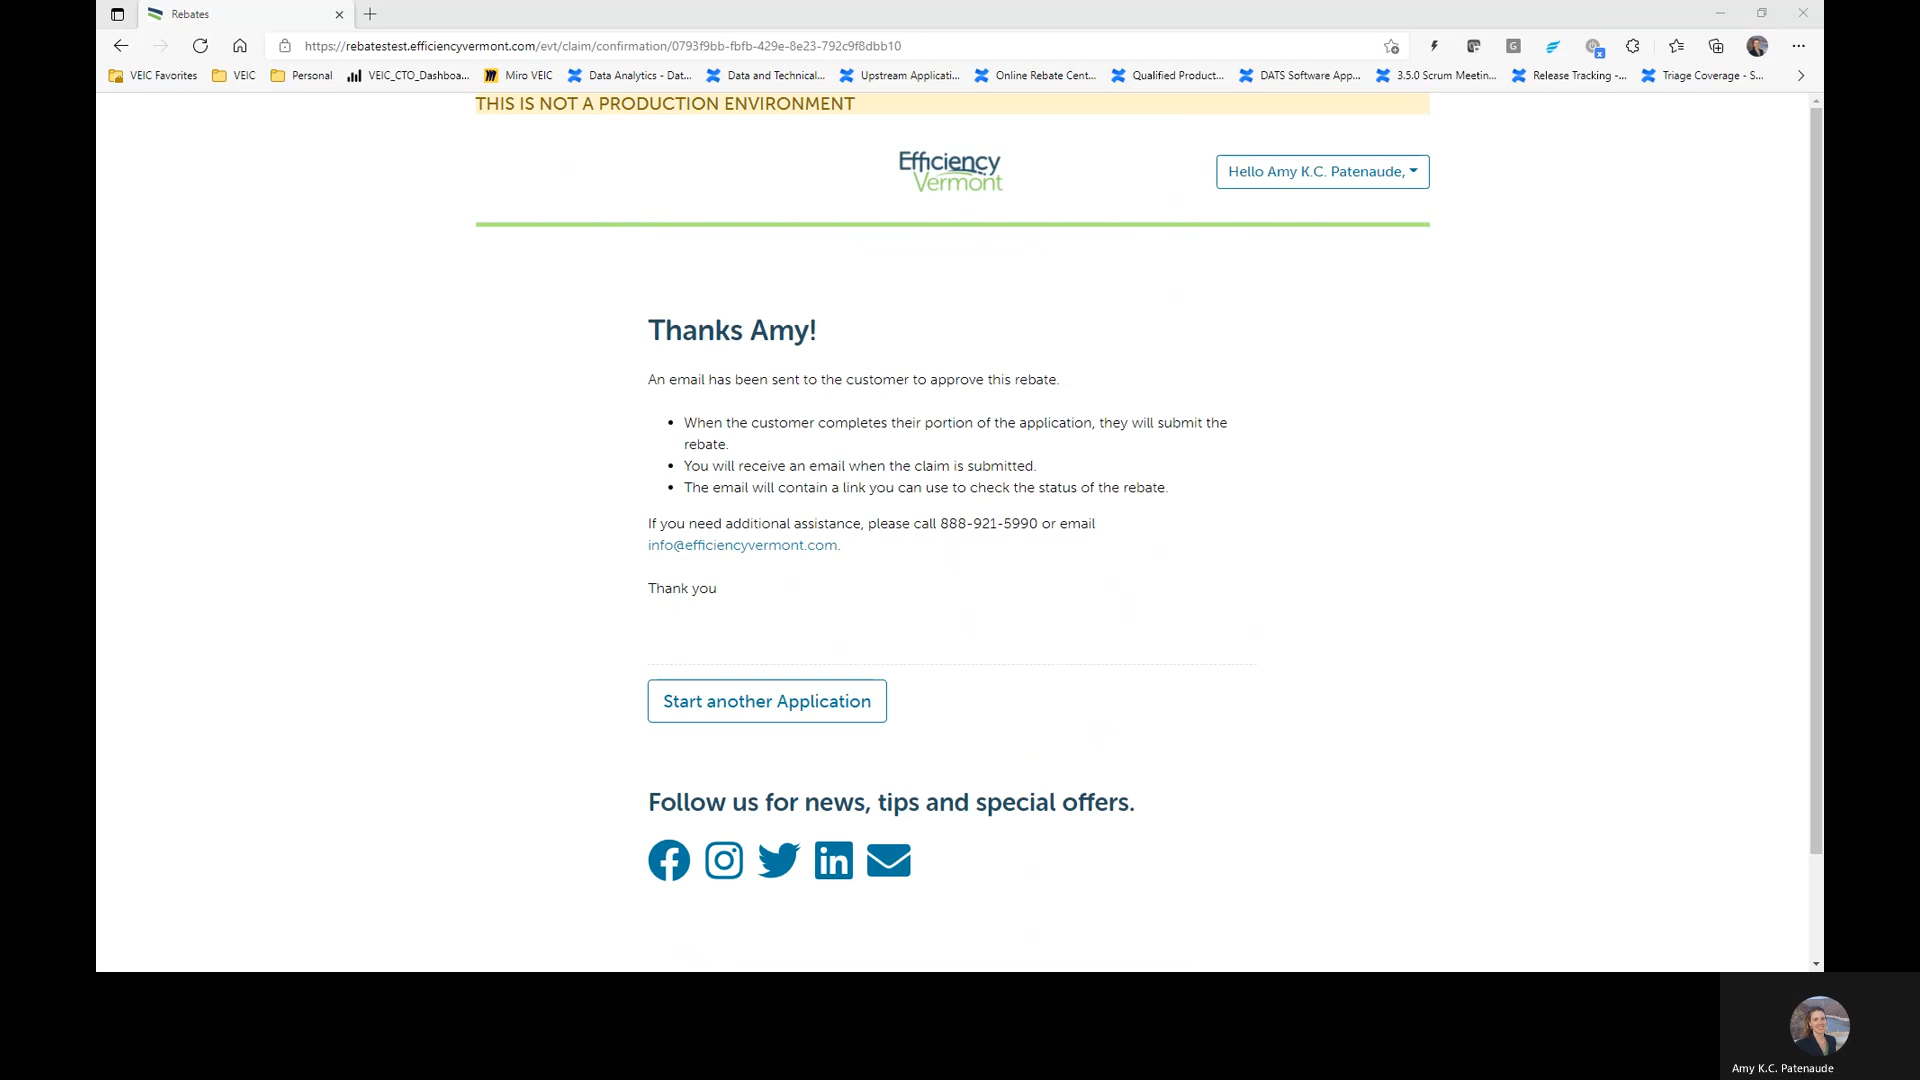 Rebates
https://rebatestest.efficiencyvermont.com/evt/claim/confirmation/0793f9bb-fbfb-429e-8e23-792c9f8dbb10
VEIC Favorites VEIC Personal VEIC_CTO_Dashboa... Miro VEIC Data Analytics - Dat... Data and Technical... Upstream Applicati... Online Rebate Cent... Qualified Product... DATS Software App... 3.5.0 Scrum Meetin... Release Tracking -... Triage Coverage - S...
THIS IS NOT A PRODUCTION ENVIRONMENT
Efficiency
Vermont
Hello Amy K.C. Patenaude,
Thanks Amy!
An email has been sent to the customer to approve this rebate.
• When the customer completes their portion of the application, they will submit the
rebate.
• You will receive an email when the claim is submitted.
• The email will contain a link you can use to check the status of the rebate.
If you need additional assistance, please call 888-921-5990 or email
info@efficiencyvermont.com.
Thank you
Start another Application
Follow us for news, tips and special offers.
Amy K.C. Patenaude